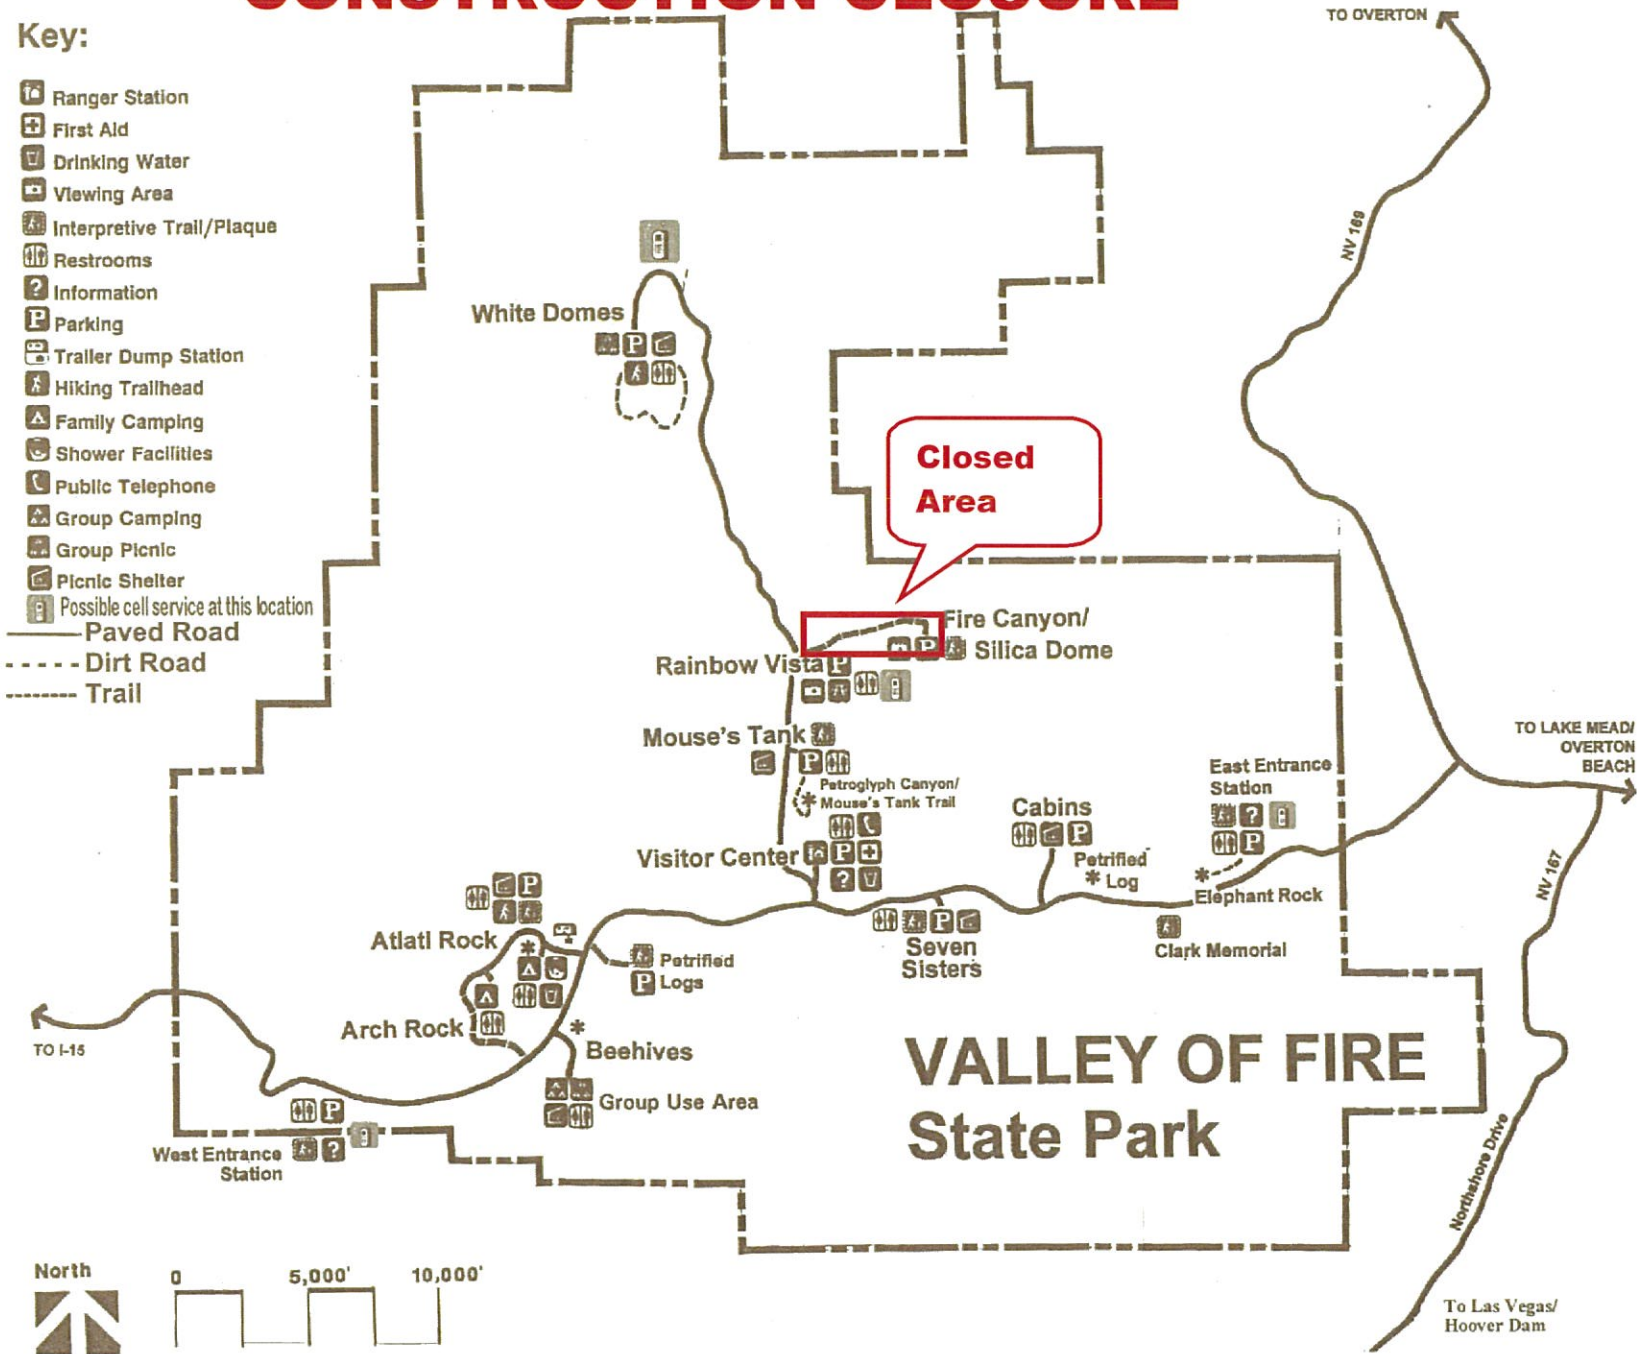 CONSTRUCTION CLOSURE
Key:
Ranger Station
First Aid
Drinking Water
Viewing Area
Interpretive Trail/Plaque
Restrooms
Information
Parking
Trailer Dump Station
Hiking Trailhead
Family Camping
Shower Facilities
Public Telephone
Group Camping
Group Picnic
Picnic Shelter
Possible cell service at this location
Paved Road
Dirt Road
Trail
TO OVERTON
NV 169
White Domes
Closed
Area
Fire Canyon/
Silica Dome
Rainbow Vista
Mouse's Tank
Petroglyph Canyon/
Mouse's Tank Trail
Visitor Center
Cabins
Petrified
Log
East Entrance
Station
TO LAKE MEAD/
OVERTON
BEACH
NV 167
Elephant Rock
Clark Memorial
Seven
Sisters
Atlatl Rock
Petrified
Logs
Arch Rock
Beehives
Group Use Area
TO I-15
West Entrance
Station
VALLEY OF FIRE
State Park
Northshore Drive
North
0 5,000' 10,000'
To Las Vegas/
Hoover Dam